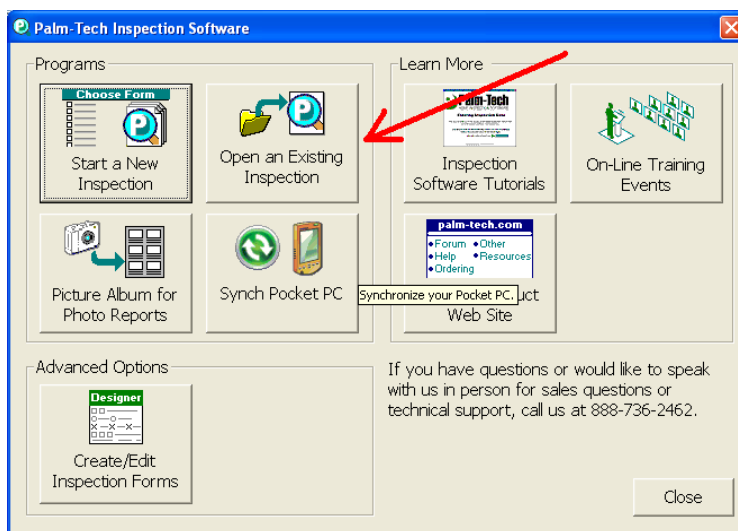 Palm-Tech Inspection Software
Programs
Choose Form
Start a New
Inspection
Open an Existing
Inspection
Picture Album for
Photo Reports
Synch Pocket PC
Synchronize your Pocket PC.
Learn More
Palm-Tech
Inspection
Software Tutorials
On-Line Training
Events
palm-tech.com
Forum
Other
Help
Resources
Ordering
Web Site
Advanced Options
Designer
Create/Edit
Inspection Forms
If you have questions or would like to speak
with us in person for sales questions or
technical support, call us at 888-736-2462.
Close